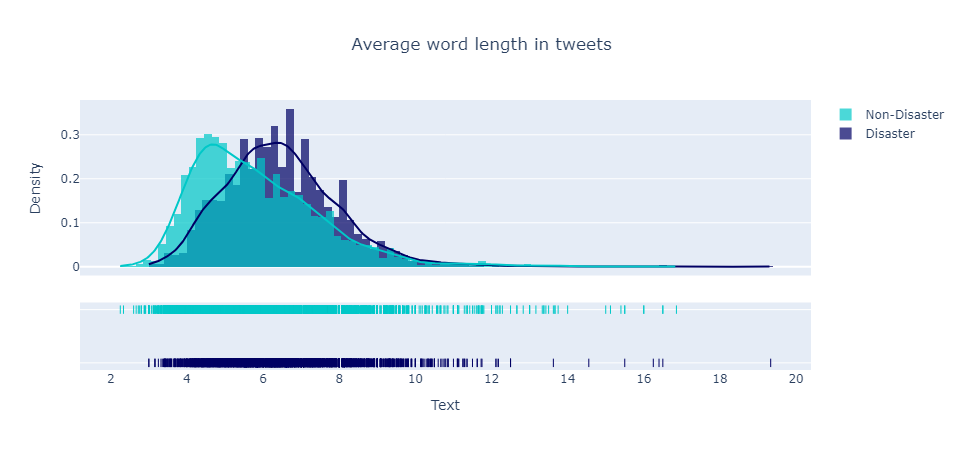 Average word length in tweets
Non-Disaster
Disaster
Density
0.3
0.2
0.1
0
2 4 6 8 10 12 14 16 18 20
Text